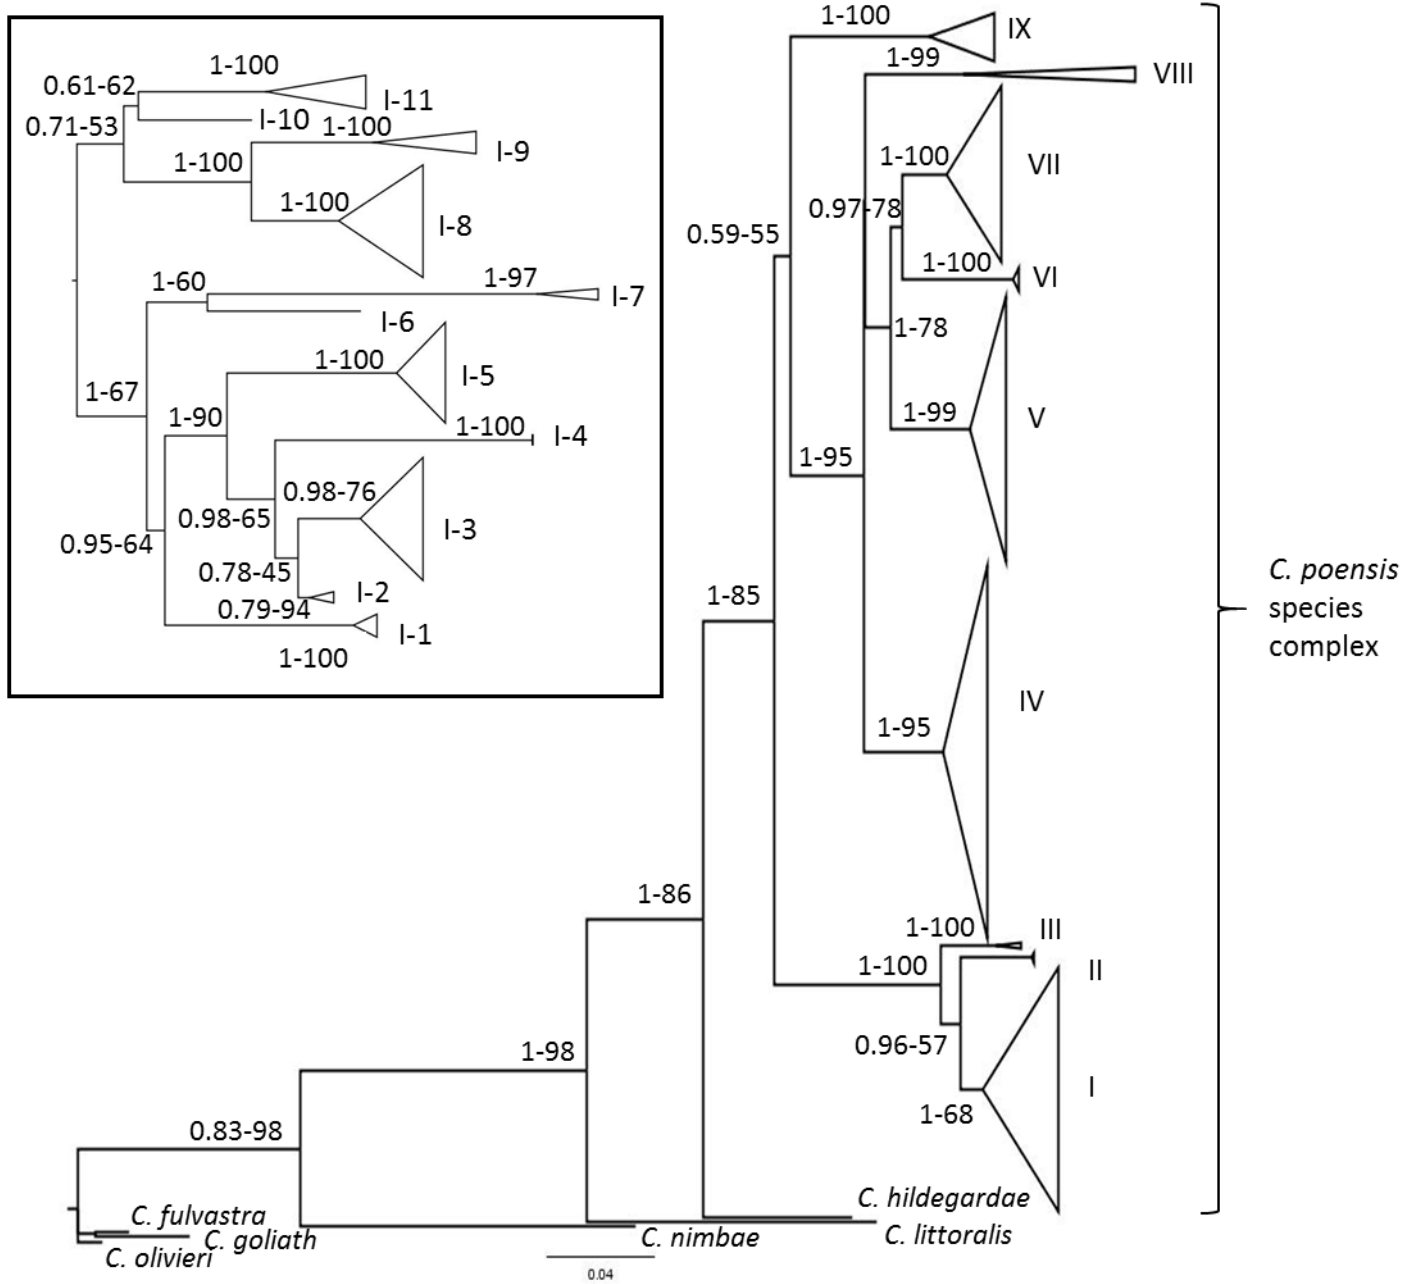 1-100
0.61-62
I-11
I-10
0.71-53
1-100
I-9
1-100
1-100
I-8
1-60
1-97
I-7
I-6
1-100
I-5
1-67
1-90
1-100
I-4
0.98-76
0.98-65
I-3
0.95-64
0.78-45
I-2
0.79-94
I-1
1-100
1-100
IX
1-99
VIII
1-100
VII
0.97-78
0.59-55
1-100
VI
1-78
1-99
V
1-95
C. poensis
species
complex
1-85
IV
1-95
1-86
1-100
III
1-100
II
0.96-57
1-98
I
1-68
0.83-98
C. hildegardae
C. fulvastra
C. littoralis
C. goliath
C. nimbae
C. olivieri
0.04